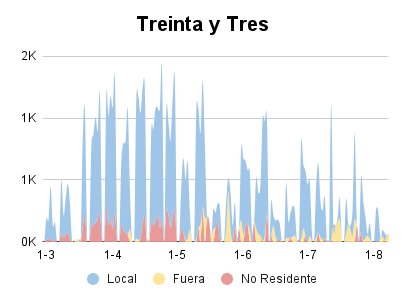 Treinta y Tres
2K
1K
1K
0K
1-3 1-4 1-5 1-6 1-7 1-8
Local Fuera No Residente